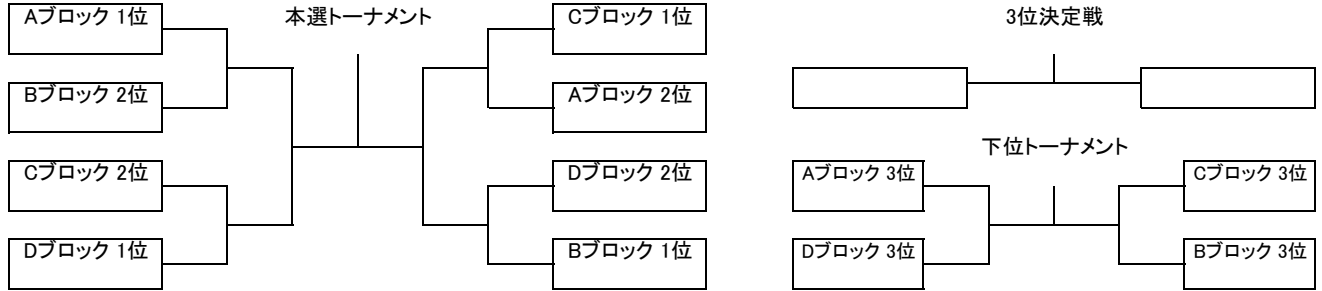 本選トーナメント
Aブロック 1位
Bブロック 2位
Cブロック 2位
Dブロック 1位
Cブロック 1位
Aブロック 2位
Dブロック 2位
Bブロック 1位
3位決定戦
下位トーナメント
Aブロック 3位
Dブロック 3位
Cブロック 3位
Bブロック 3位